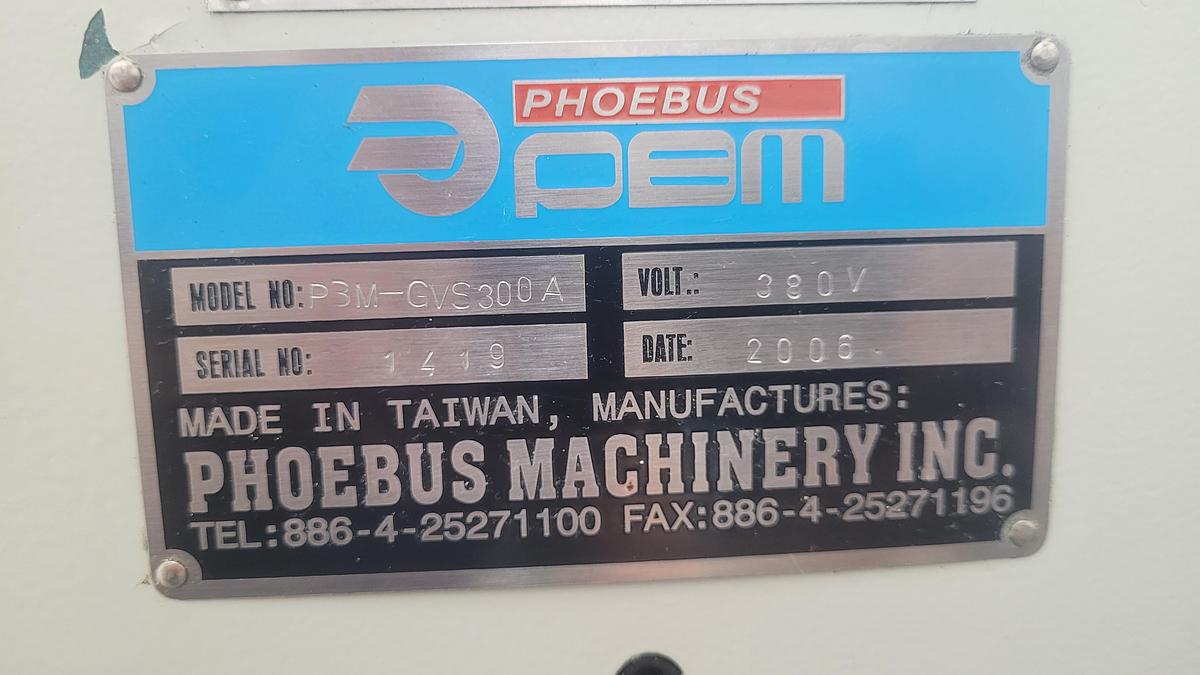 PHOEBUS
PBM
MODEL NO: PBM-GVS300A
VOLT.: 380V
SERIAL NO: 1419
DATE: 2006.
MADE IN TAIWAN, MANUFACTURES:
PHOEBUS MACHINERY INC.
TEL:886-4-25271100 FAX:886-4-25271196